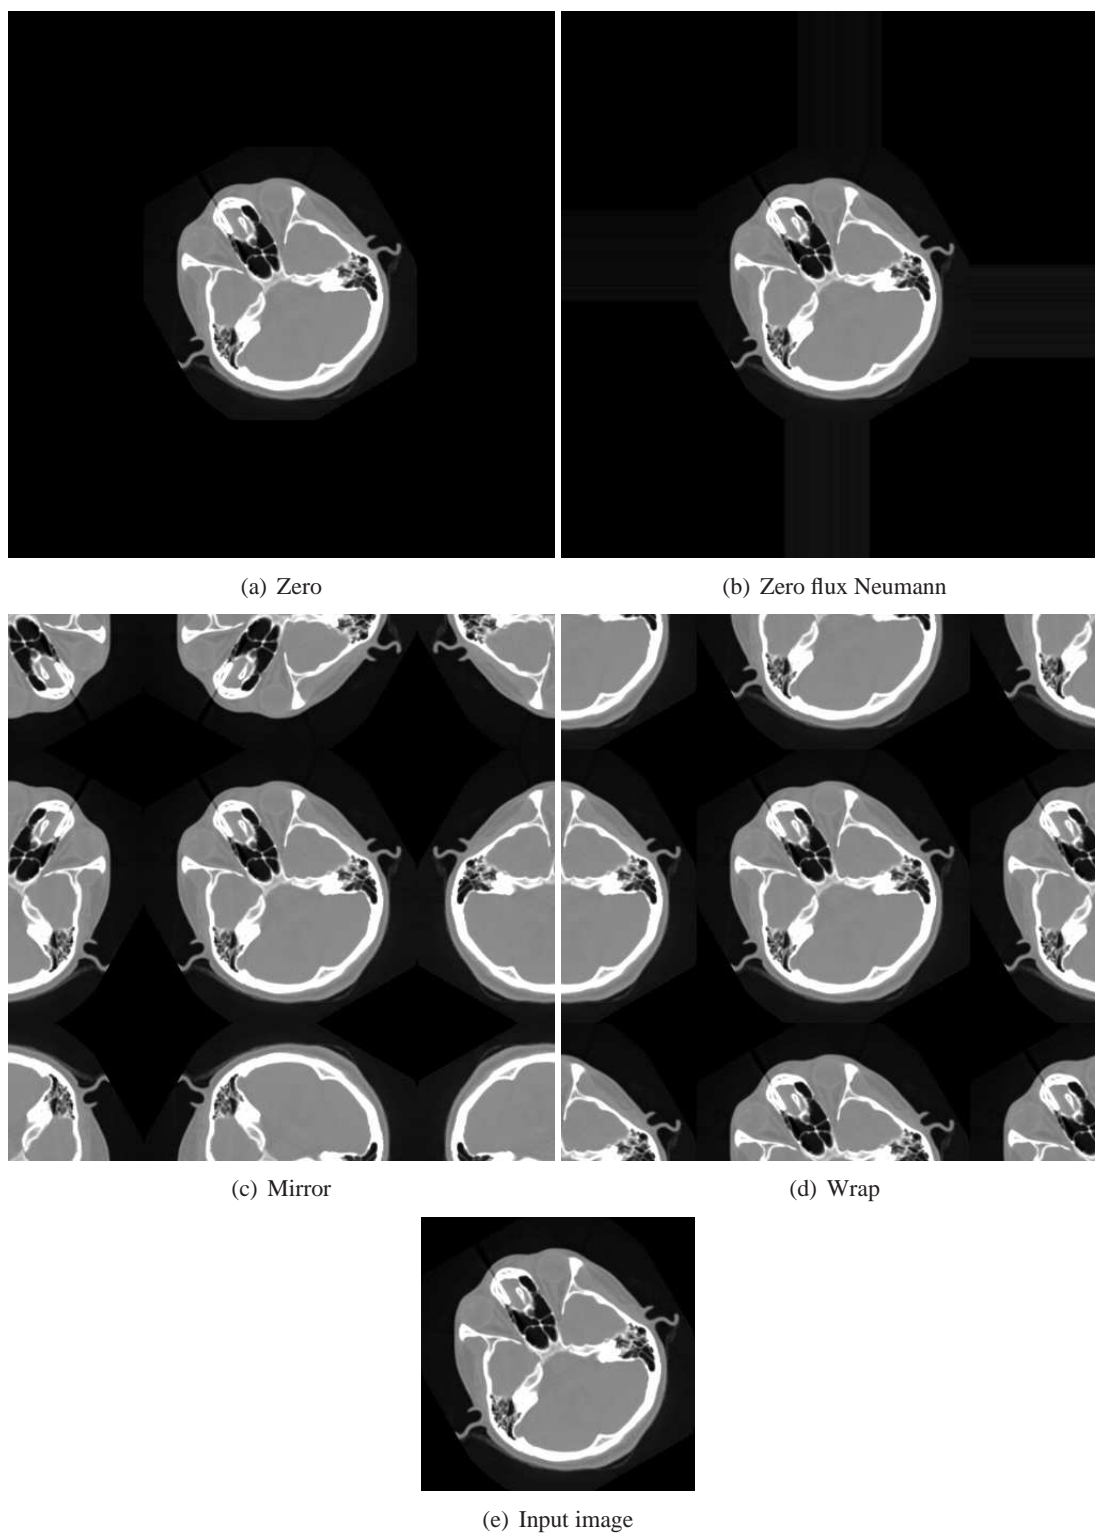 (a) Zero
(b) Zero flux Neumann
(c) Mirror
(d) Wrap
(e) Input image